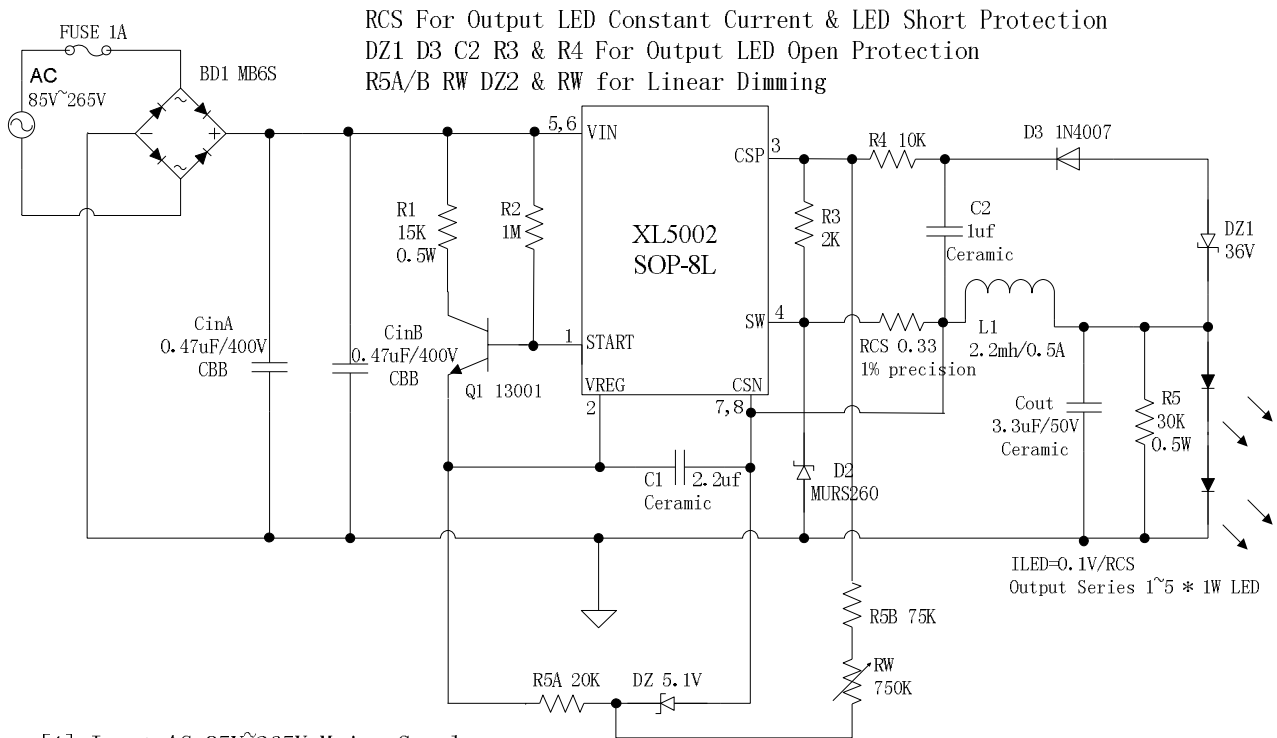 RCS For Output LED Constant Current & LED Short Protection
DZ1 D3 C2 R3 & R4 For Output LED Open Protection
R5A/B RW DZ2 & RW for Linear Dimming
FUSE 1A
AC
85V~265V
BD1 MB6S
~
-
+
~
5,6
VIN
CSP
3
R4 10K
D3 1N4007
R1
15K
0.5W
R2
1M
XL5002
SOP-8L
R3
2K
C2
1uf
Ceramic
DZ1
36V
CinA
0.47uF/400V
CBB
CinB
0.47uF/400V
CBB
1
START
SW
4
RCS 0.33
1% precision
L1
2.2mh/0.5A
Q1 13001
VREG
2
CSN
7,8
Cout
3.3uF/50V
Ceramic
R5
30K
0.5W
C1
2.2uf
Ceramic
D2
MURS260
ILED=0.1V/RCS
Output Series 1~5 * 1W LED
R5B 75K
RW
750K
R5A 20K
DZ 5.1V